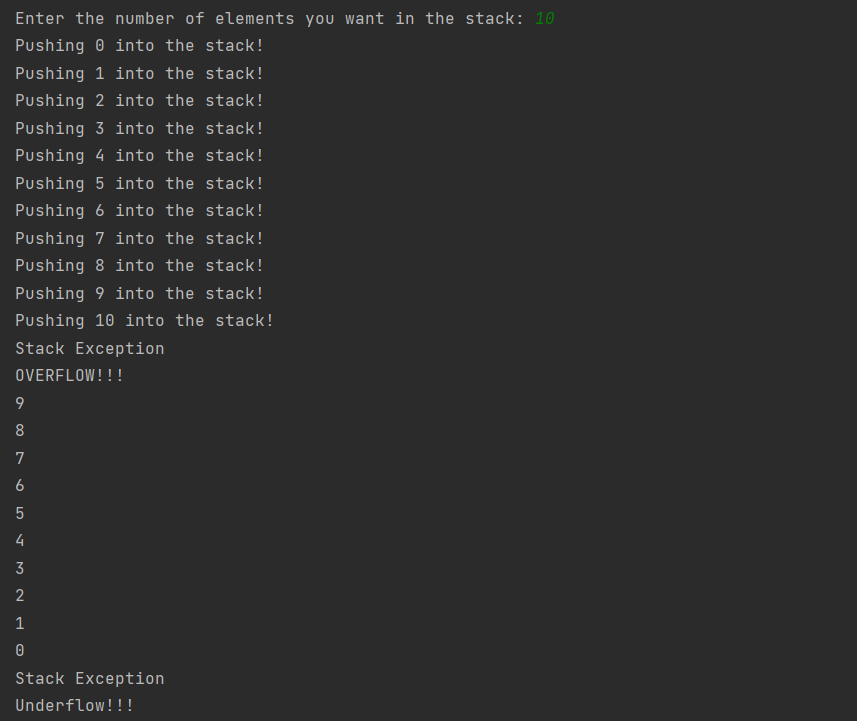 Enter the number of elements you want in the stack: 10
Pushing 0 into the stack!
Pushing 1 into the stack!
Pushing 2 into the stack!
Pushing 3 into the stack!
Pushing 4 into the stack!
Pushing 5 into the stack!
Pushing 6 into the stack!
Pushing 7 into the stack!
Pushing 8 into the stack!
Pushing 9 into the stack!
Pushing 10 into the stack!
Stack Exception
OVERFLOW!!!
9
8
7
6
5
4
3
2
1
0
Stack Exception
Underflow!!!